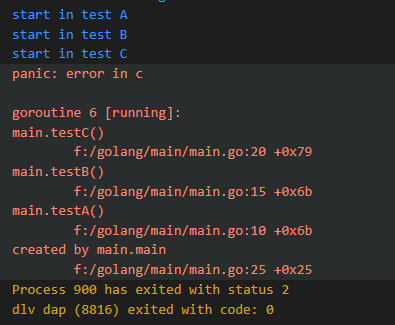 start in test A
start in test B
start in test C
panic: error in c
goroutine 6 [running]:
main.testC()
f:/golang/main/main.go:20 +0x79
main.testB()
f:/golang/main/main.go:15 +0x6b
main.testA()
f:/golang/main/main.go:10 +0x6b
created by main.main
f:/golang/main/main.go:25 +0x25
Process 900 has exited with status 2
dlv dap (8816) exited with code: 0